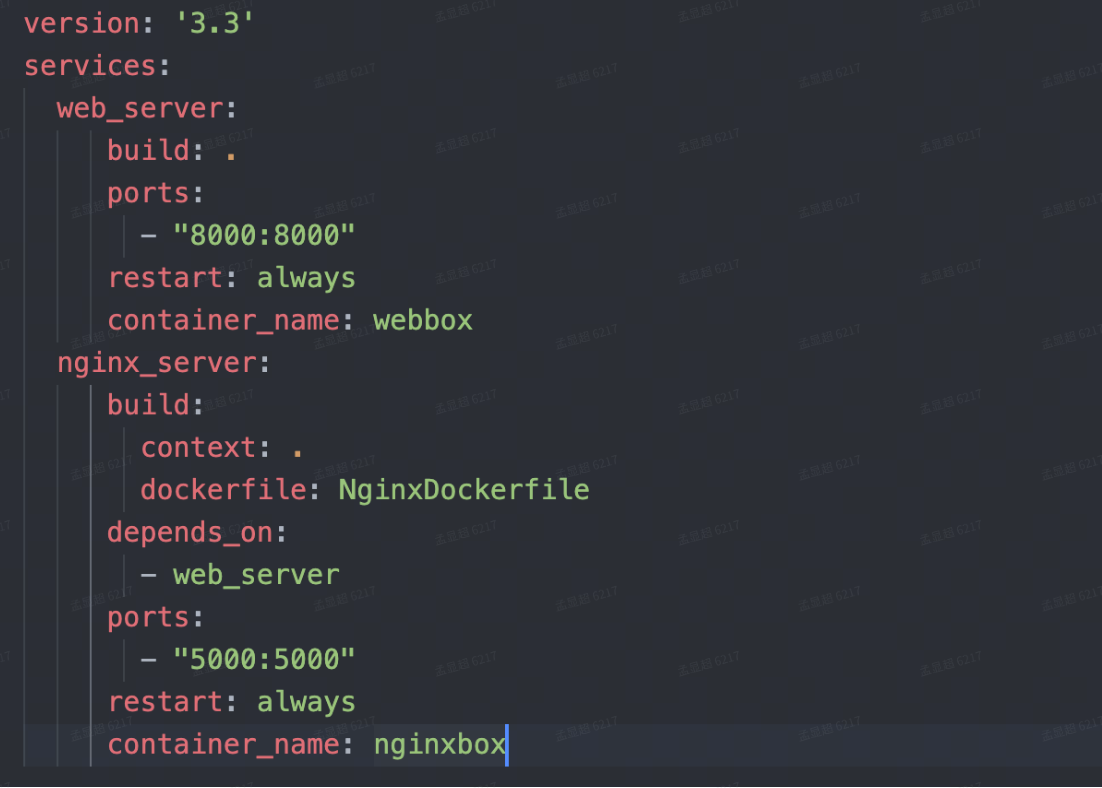 version: '3.3'
services:
  web_server:
     build: .
     ports:
       - "8000:8000"
     restart: always
     container_name: webbox
  nginx_server:
     build:
       context: .
       dockerfile: NginxDockerfile
     depends_on:
       - web_server
     ports:
       - "5000:5000"
     restart: always
     container_name: nginxbox